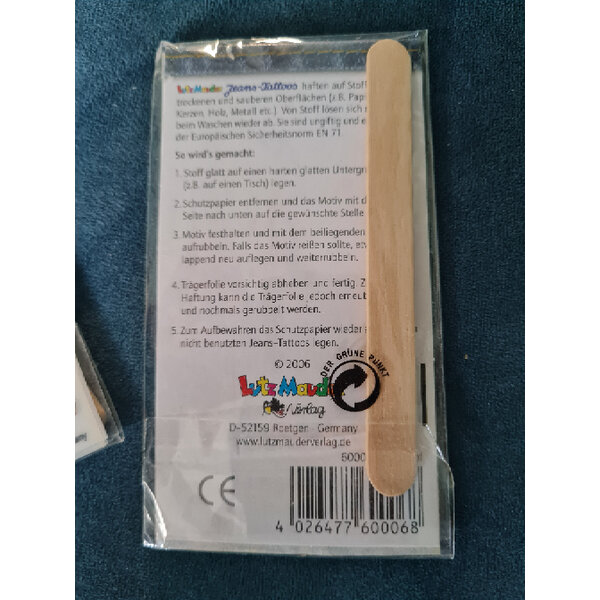 Lutz Mauder Jeans-Tattoos haften auf Stoff
trockenen und sauberen Oberflächen (z.B. Pap
Kerzen, Holz, Metall etc.) Von Stoff lösen sich
beim Waschen wieder ab. Sie sind ungiftig und e
der Europäischen Sicherheitsnorm EN 71.
So wird's gemacht:
1. Stoff glatt auf einen harten glatten Untergr
(z.B. auf einen Tisch) legen.
2. Schutzpapier entfernen und das Motiv mit d
Seite nach unten auf die gewünschte Stelle
3. Motiv festhalten und mit dem beiliegenden
aufrubbeln. Falls das Motiv reißen sollte, etw
lappend neu auflegen und weiterrubbeln.
4. Trägerfolie vorsichtig abheben und fertig. Z
Haftung kann die Trägerfolie jedoch erneut
und nochmals gerubbelt werden.
5. Zum Aufbewahren das Schutzpapier wieder
nicht benutzten Jeans-Tattoos legen.
© 2006
DER GRÜNE PUNKT
Lutz Mauder
Verlag
D-52159 Roetgen - Germany
www.lutzmauderverlag.de
6000
CE
4 026477 600068